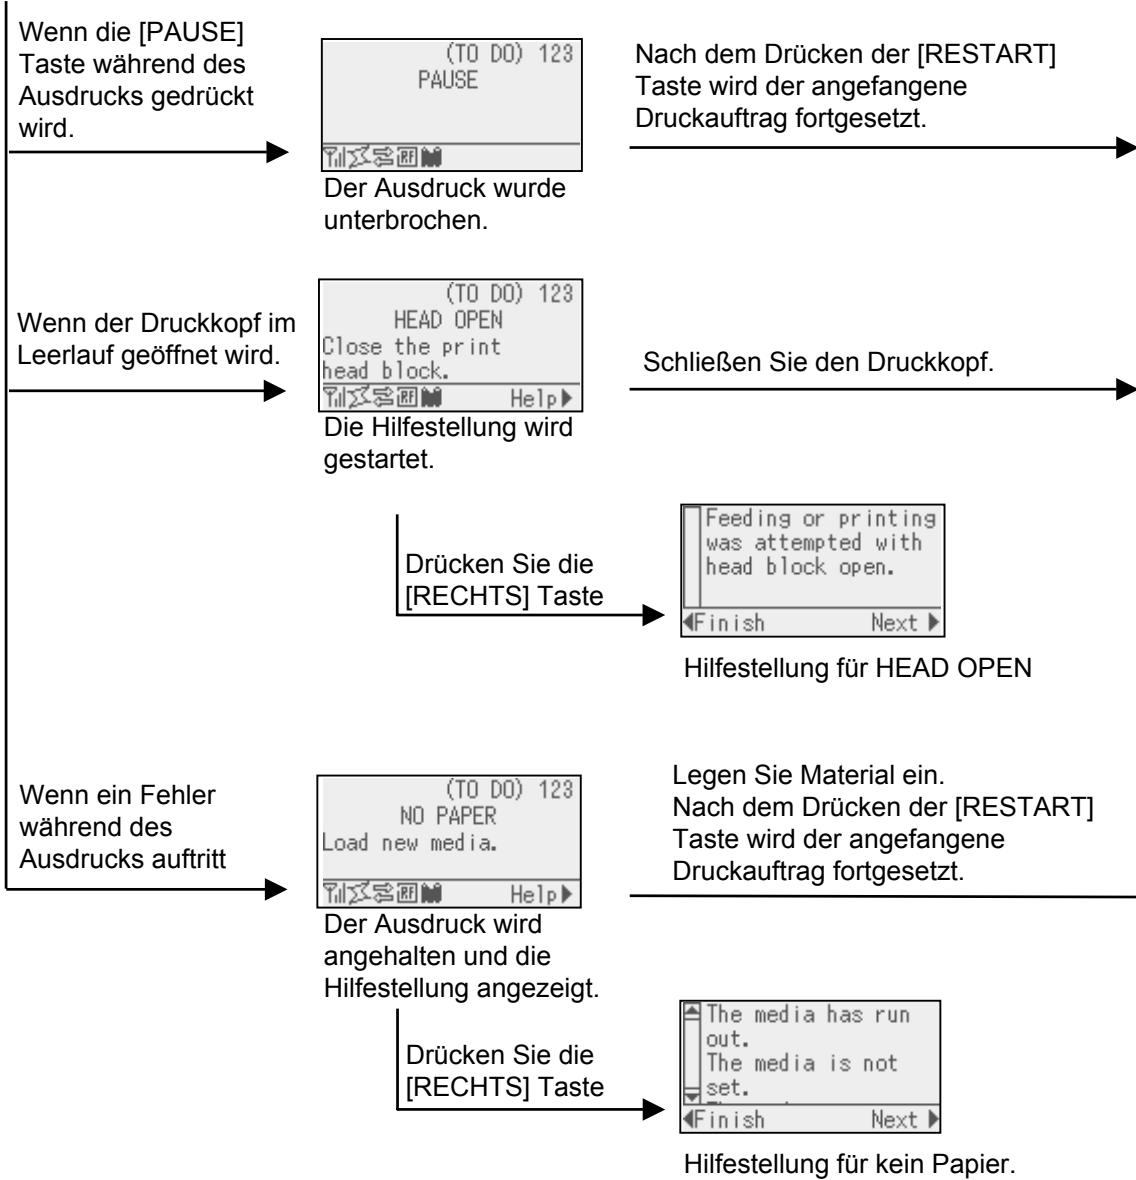 Wenn die [PAUSE]
Taste während des
Ausdrucks gedrückt
wird.
(TO DO) 123
PAUSE
RF
Der Ausdruck wurde
unterbrochen.
Nach dem Drücken der [RESTART]
Taste wird der angefangene
Druckauftrag fortgesetzt.
Wenn der Druckkopf im
Leerlauf geöffnet wird.
(TO DO) 123
HEAD OPEN
Close the print
head block.
RF Help
Die Hilfestellung wird
gestartet.
Schließen Sie den Druckkopf.
Drücken Sie die
[RECHTS] Taste
Feeding or printing
was attempted with
head block open.
Finish Next
Hilfestellung für HEAD OPEN
Wenn ein Fehler
während des
Ausdrucks auftritt
(TO DO) 123
NO PAPER
Load new media.
RF Help
Der Ausdruck wird
angehalten und die
Hilfestellung angezeigt.
Legen Sie Material ein.
Nach dem Drücken der [RESTART]
Taste wird der angefangene
Druckauftrag fortgesetzt.
Drücken Sie die
[RECHTS] Taste
The media has run
out.
The media is not
set.
Finish Next
Hilfestellung für kein Papier.